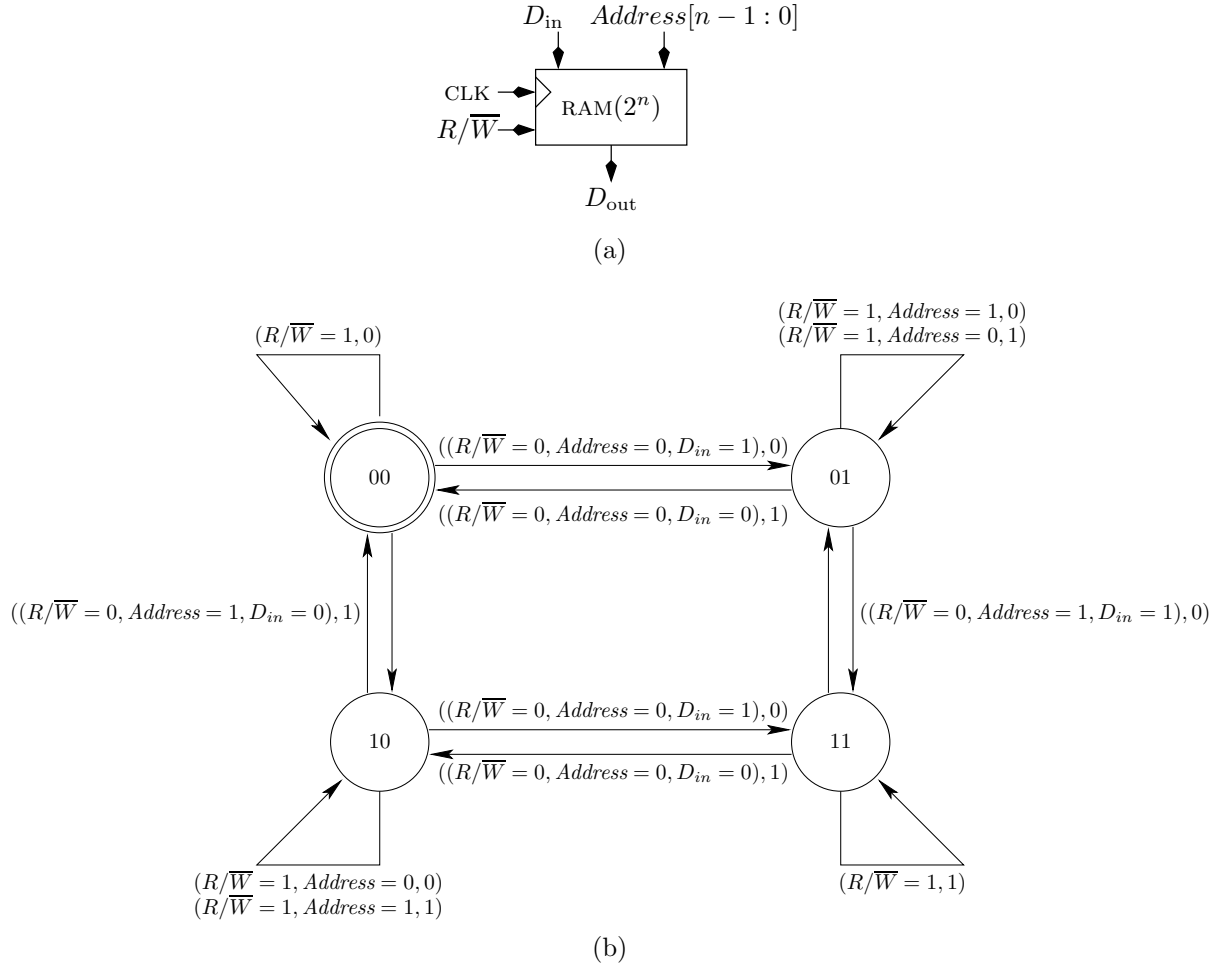 D_in Address[n − 1 : 0]
CLK
RAM(2^n)
R/W̅
D_out
(a)
(R/W̅ = 1, 0)
(R/W̅ = 1, Address = 1, 0)
(R/W̅ = 1, Address = 0, 1)
((R/W̅ = 0, Address = 0, D_in = 1), 0)
00
01
((R/W̅ = 0, Address = 0, D_in = 0), 1)
((R/W̅ = 0, Address = 1, D_in = 0), 1)
((R/W̅ = 0, Address = 1, D_in = 1), 0)
((R/W̅ = 0, Address = 0, D_in = 1), 0)
10
11
((R/W̅ = 0, Address = 0, D_in = 0), 1)
(R/W̅ = 1, Address = 0, 0)
(R/W̅ = 1, Address = 1, 1)
(R/W̅ = 1, 1)
(b)